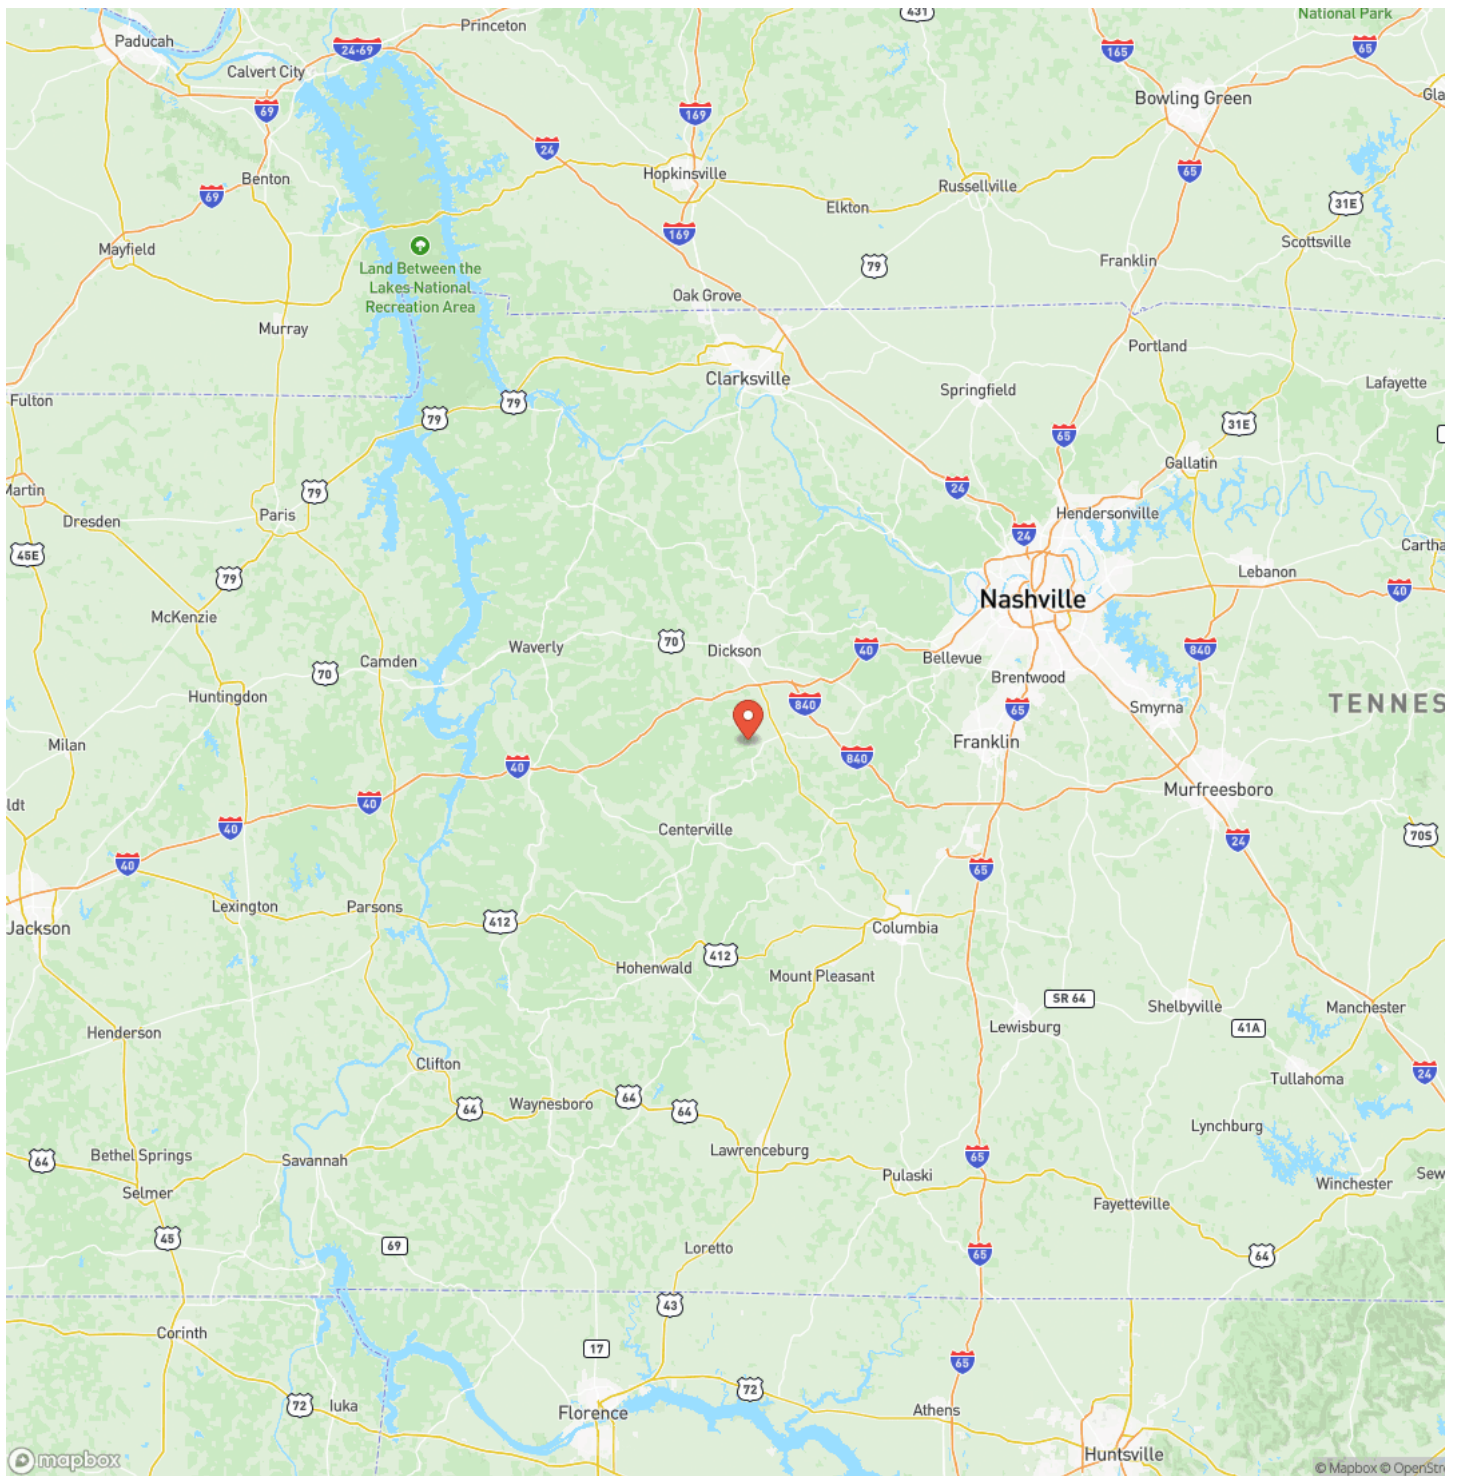 431
National Park
Princeton
Paducah
24-69
165
65
Calvert City
69
Bowling Green
Gla
169
24
Hopkinsville
65
Benton
69
Russellville
31E
Elkton
169
Mayfield
Scottsville
Franklin
79
Land Between the
Lakes National
Recreation Area
Oak Grove
Murray
Portland
Clarksville
Lafayette
Springfield
Fulton
79
79
31E
65
Gallatin
24
Martin
79
Hendersonville
Paris
Dresden
24
Cartha
45E
Lebanon
79
40
Nashville
McKenzie
Waverly
70
Dickson
40
840
Bellevue
Camden
70
Brentwood
Huntingdon
840
65
Smyrna
TENNES
Milan
Franklin
840
40
Murfreesboro
ldt
40
40
Centerville
70S
24
40
65
Lexington
Parsons
412
Jackson
Columbia
412
Hohenwald
Mount Pleasant
SR 64
Shelbyville
Manchester
Henderson
Lewisburg
41A
Clifton
24
Tullahoma
64
Waynesboro
64
64
Lynchburg
Lawrenceburg
Bethel Springs
65
64
Savannah
Pulaski
Sew
Winchester
Selmer
Fayetteville
45
69
Loretto
65
64
43
Corinth
17
65
72
Iuka
72
Athens
Florence
Huntsville
mapbox
© Mapbox © OpenStr